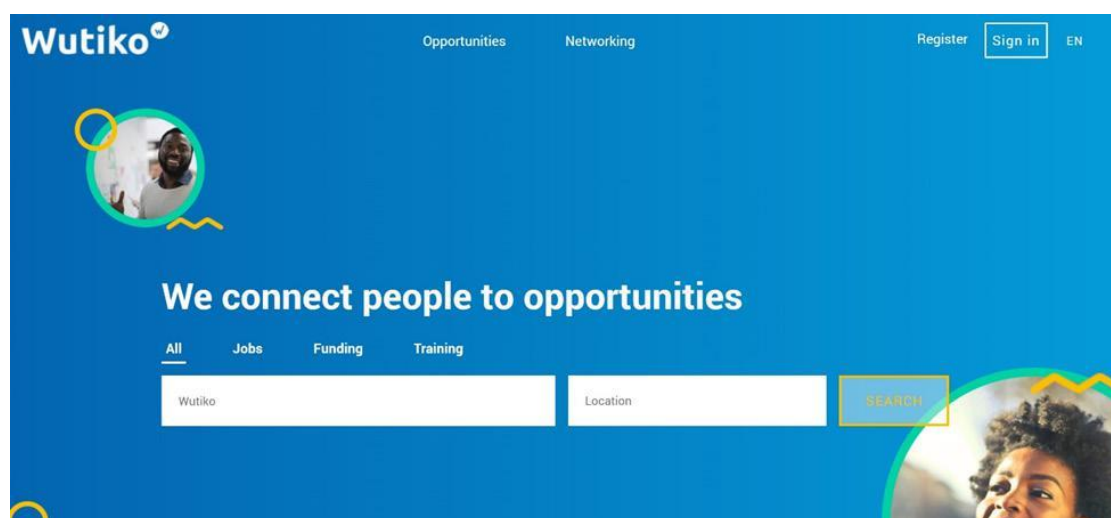 Wutiko
Opportunities Networking
Register Sign in EN
We connect people to opportunities
All Jobs Funding Training
Wutiko Location SEARCH